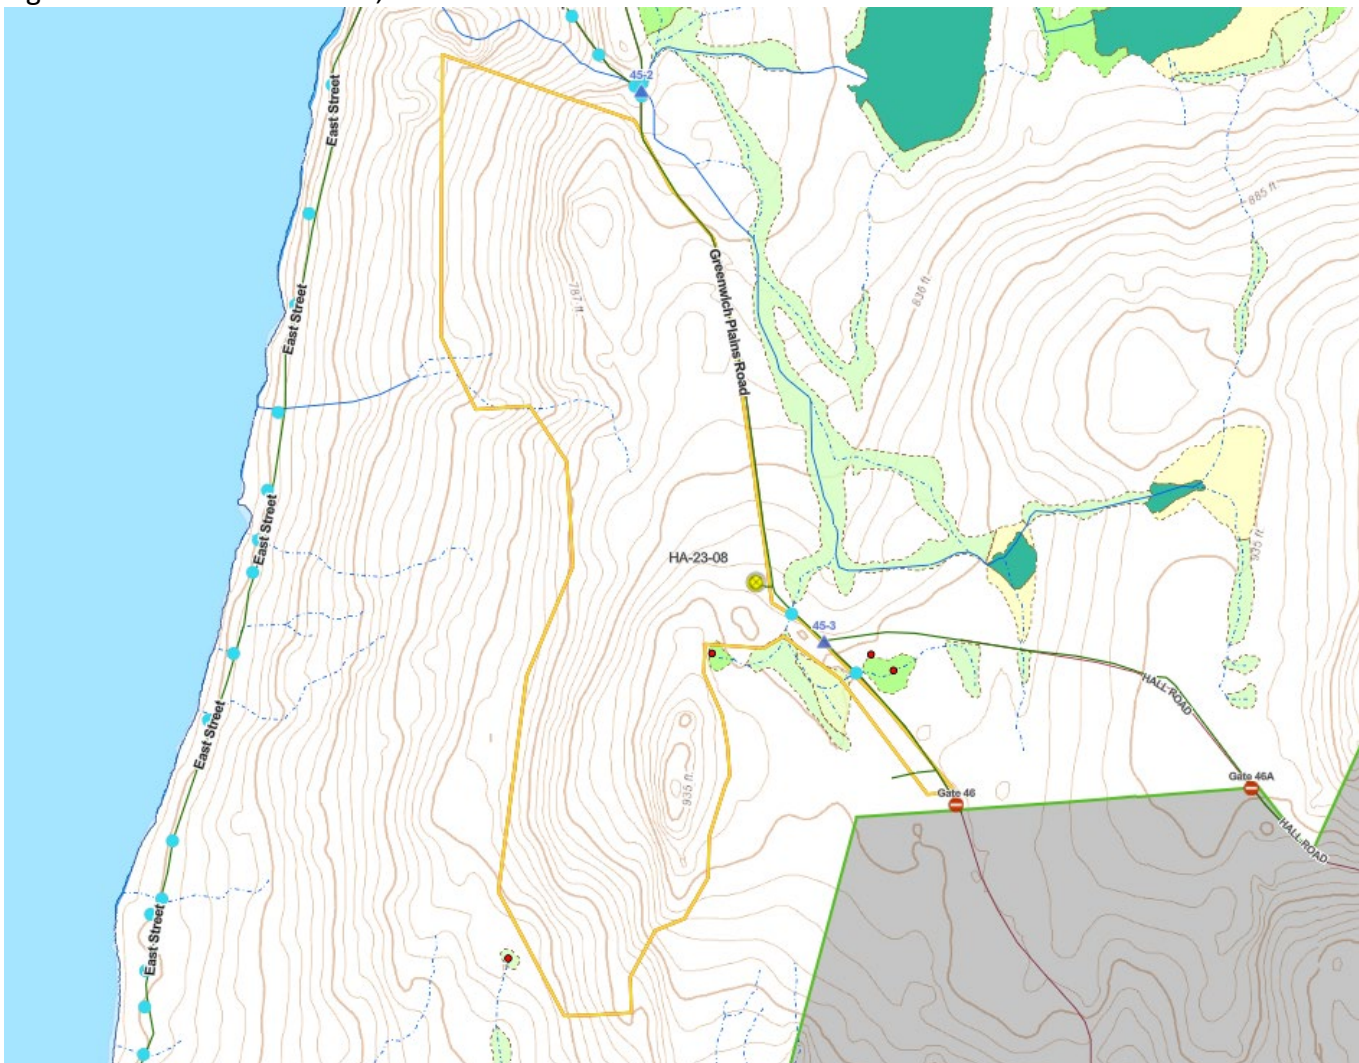 45-2
East Street
885 ft
787 ft
Greenwich Plains Road
836 ft
East Street
East Street
935 ft
HA-23-08
45-3
HALL ROAD
East Street
935 ft
Gate 46
Gate 46A
HALL ROAD
East Street